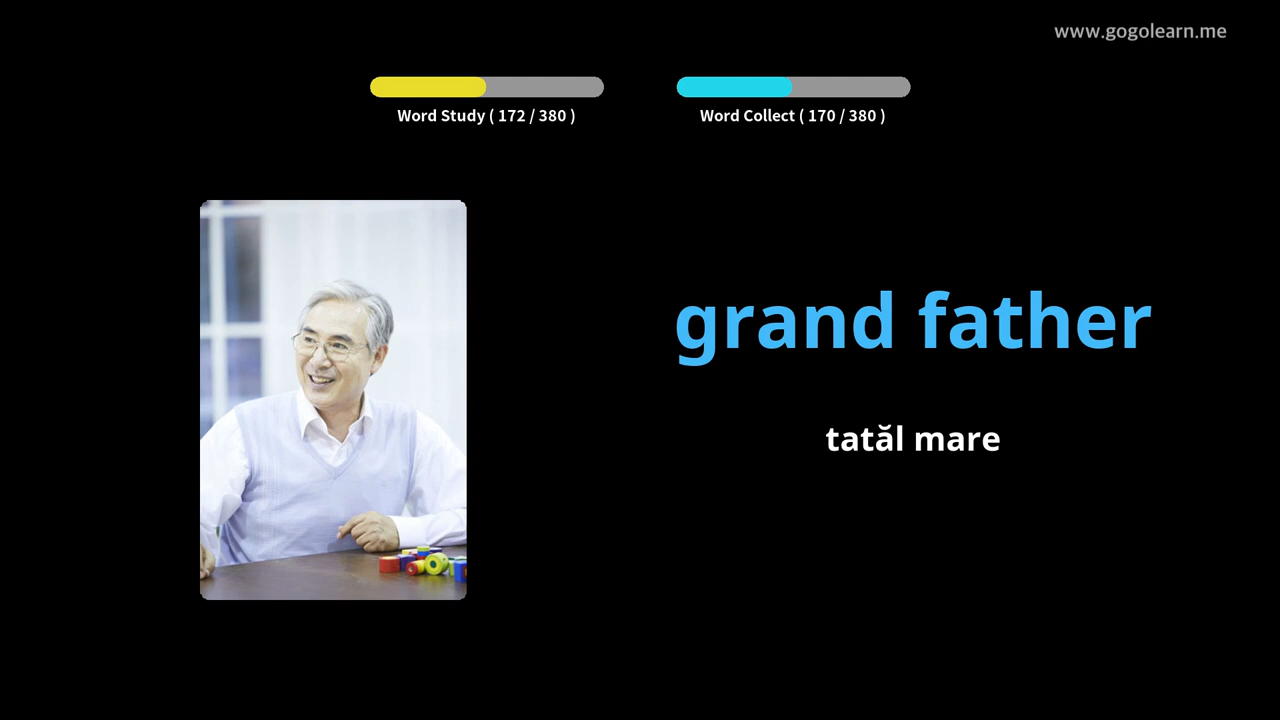 www.gogolearn.me
Word Study ( 172 / 380 )
Word Collect ( 170 / 380 )
grand father
tatăl mare